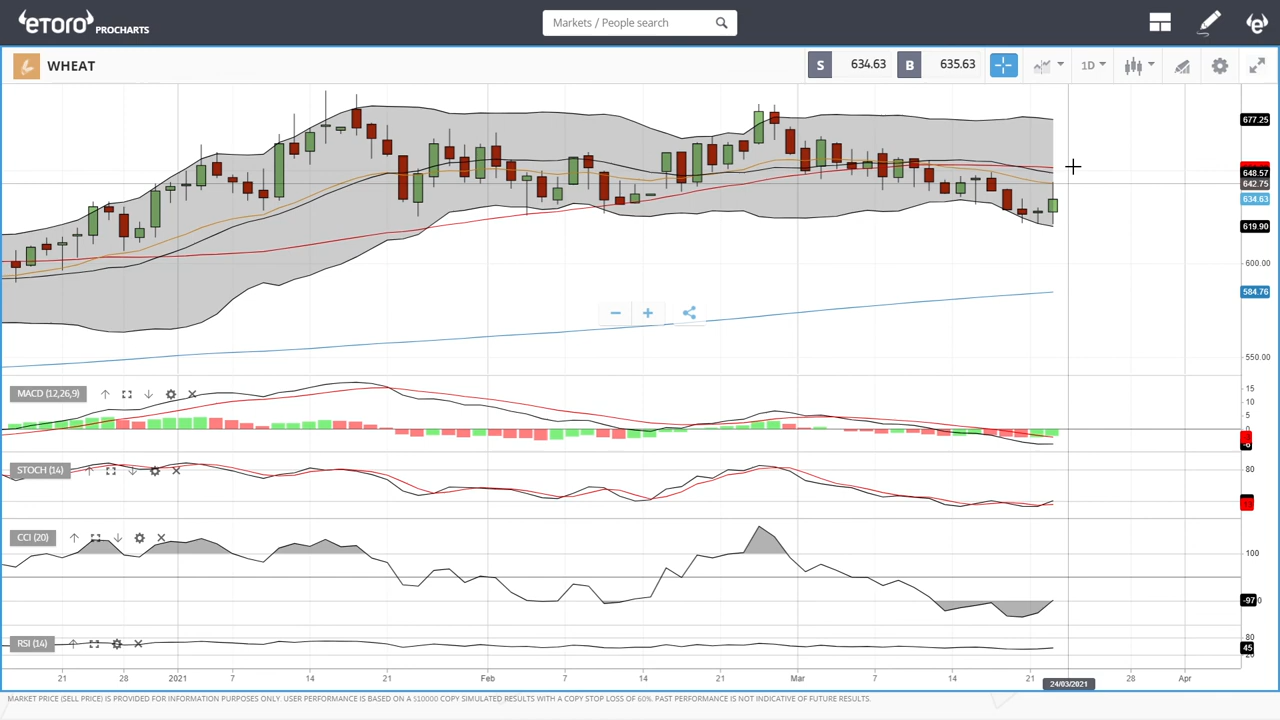 eToro PROCHARTS
Markets / People search
WHEAT
S 634.63 B 635.63
1D
677.25
648.57
642.75
634.63
619.90
600.00
584.76
550.00
MACD (12,26,9)
15
10
5
0
STOCH (14)
80
CCI (20)
100
-97
RSI (14)
80
45
21 28 2021 7 14 21 Feb 7 14 21 Mar 7 14 21 28 Apr
24/03/2021
MARKET PRICE (SELL PRICE) IS PROVIDED FOR INFORMATION PURPOSES ONLY. USER PERFORMANCE IS BASED ON A $10000 COPY SIMULATED RESULTS WITH A COPY STOP LOSS OF 60%. PAST PERFORMANCE IS NOT INDICATIVE OF FUTURE RESULTS.